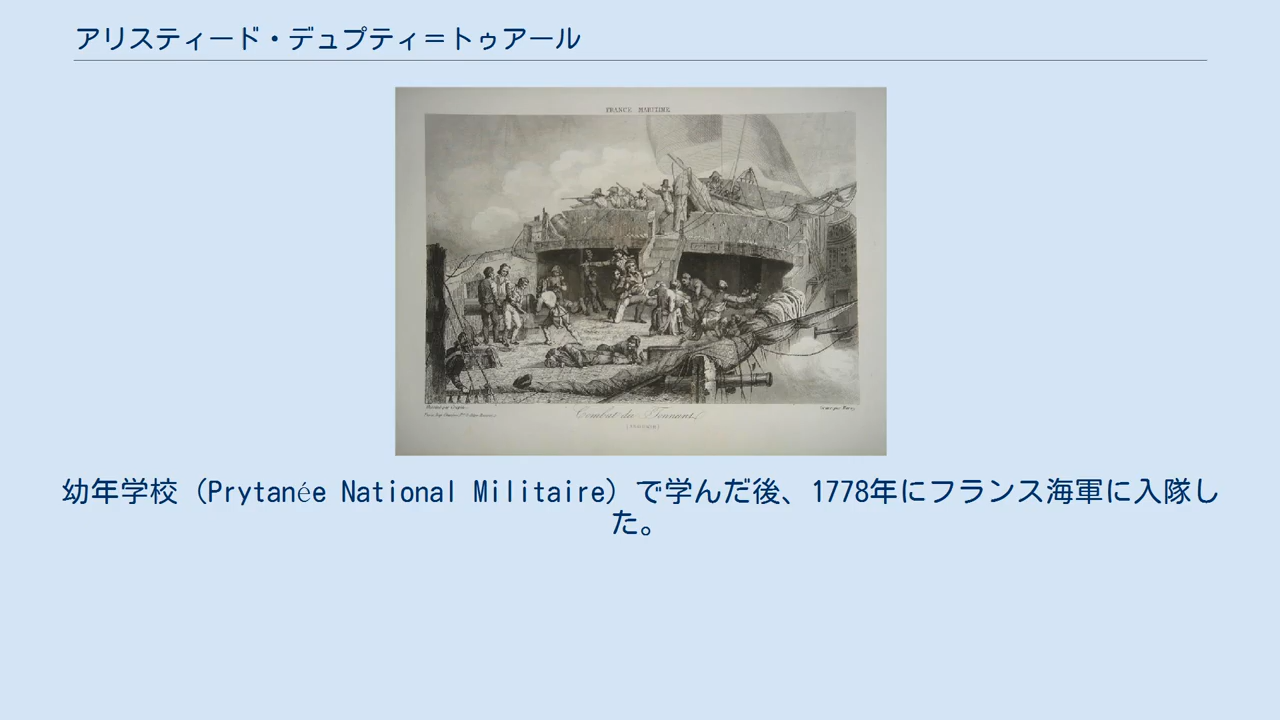 アリスティード・デュプティ＝トゥアール
FRANCE MARITIME
Combat du Tonnant
幼年学校（Prytanée National Militaire）で学んだ後、1778年にフランス海軍に入隊し
た。